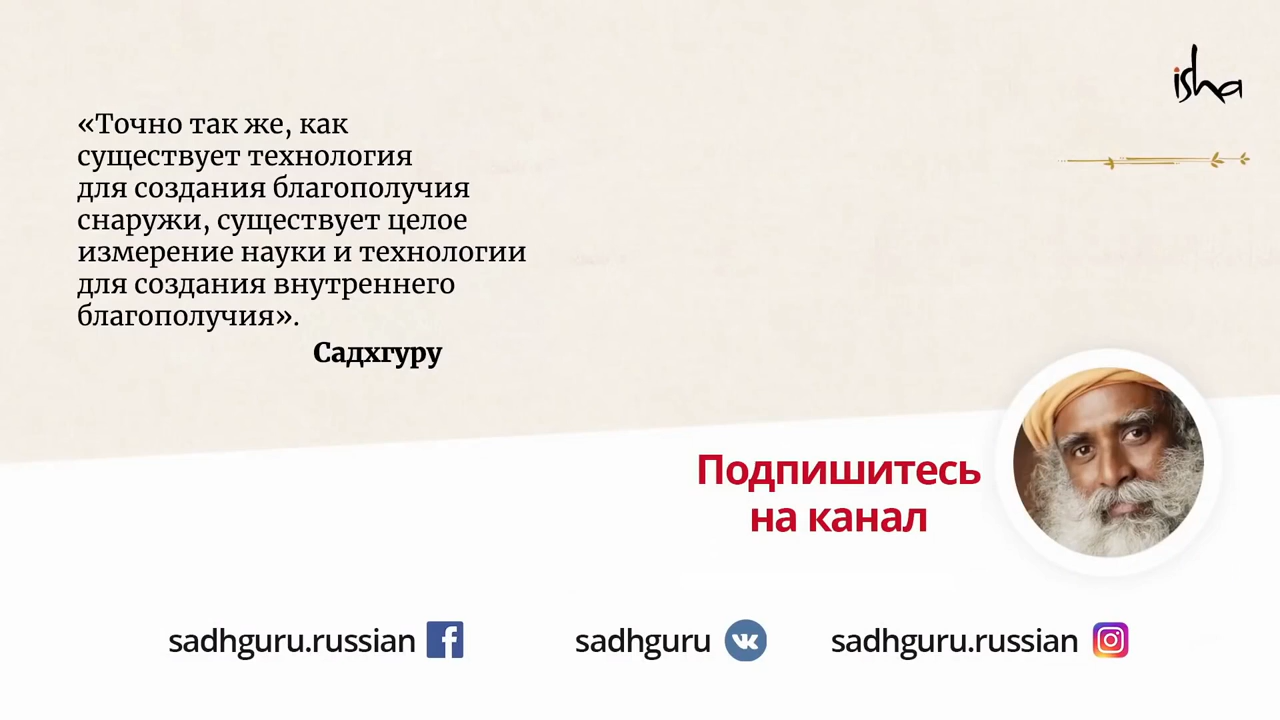 isha
«Точно так же, как
существует технология
для создания благополучия
снаружи, существует целое
измерение науки и технологии
для создания внутреннего
благополучия».
Садхгуру
Подпишитесь
на канал
sadhguru.russian
sadhguru
sadhguru.russian